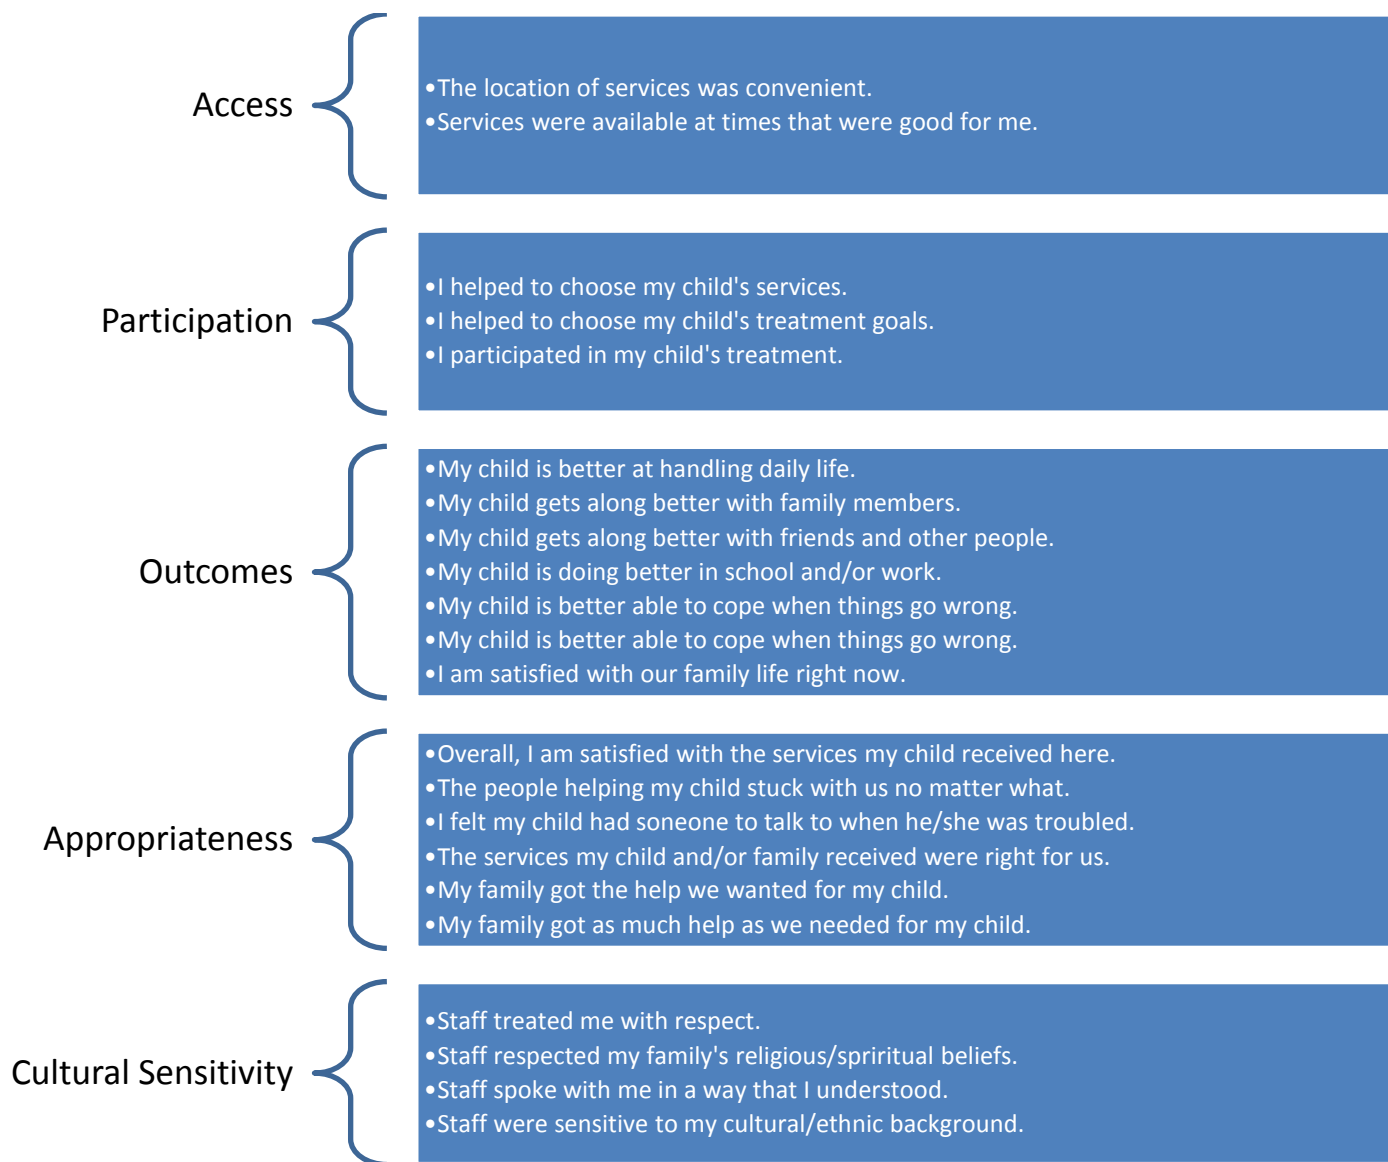 Access
•The location of services was convenient.
•Services were available at times that were good for me.
Participation
•I helped to choose my child's services.
•I helped to choose my child's treatment goals.
•I participated in my child's treatment.
Outcomes
•My child is better at handling daily life.
•My child gets along better with family members.
•My child gets along better with friends and other people.
•My child is doing better in school and/or work.
•My child is better able to cope when things go wrong.
•My child is better able to cope when things go wrong.
•I am satisfied with our family life right now.
Appropriateness
•Overall, I am satisfied with the services my child received here.
•The people helping my child stuck with us no matter what.
•I felt my child had soneone to talk to when he/she was troubled.
•The services my child and/or family received were right for us.
•My family got the help we wanted for my child.
•My family got as much help as we needed for my child.
Cultural Sensitivity
•Staff treated me with respect.
•Staff respected my family's religious/spriritual beliefs.
•Staff spoke with me in a way that I understood.
•Staff were sensitive to my cultural/ethnic background.